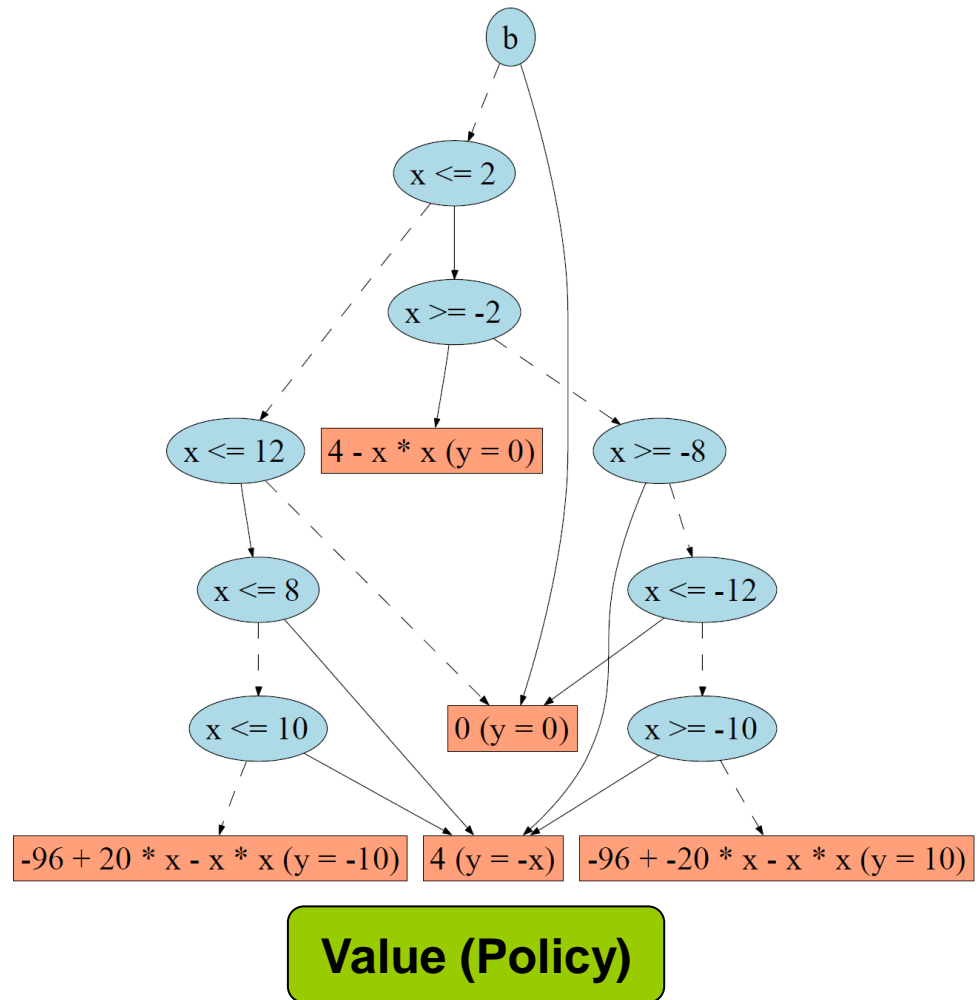 b
x <= 2
x >= -2
x <= 12
4 - x * x (y = 0)
x >= -8
x <= 8
x <= -12
x <= 10
0 (y = 0)
x >= -10
-96 + 20 * x - x * x (y = -10)
4 (y = -x)
-96 + -20 * x - x * x (y = 10)
Value (Policy)